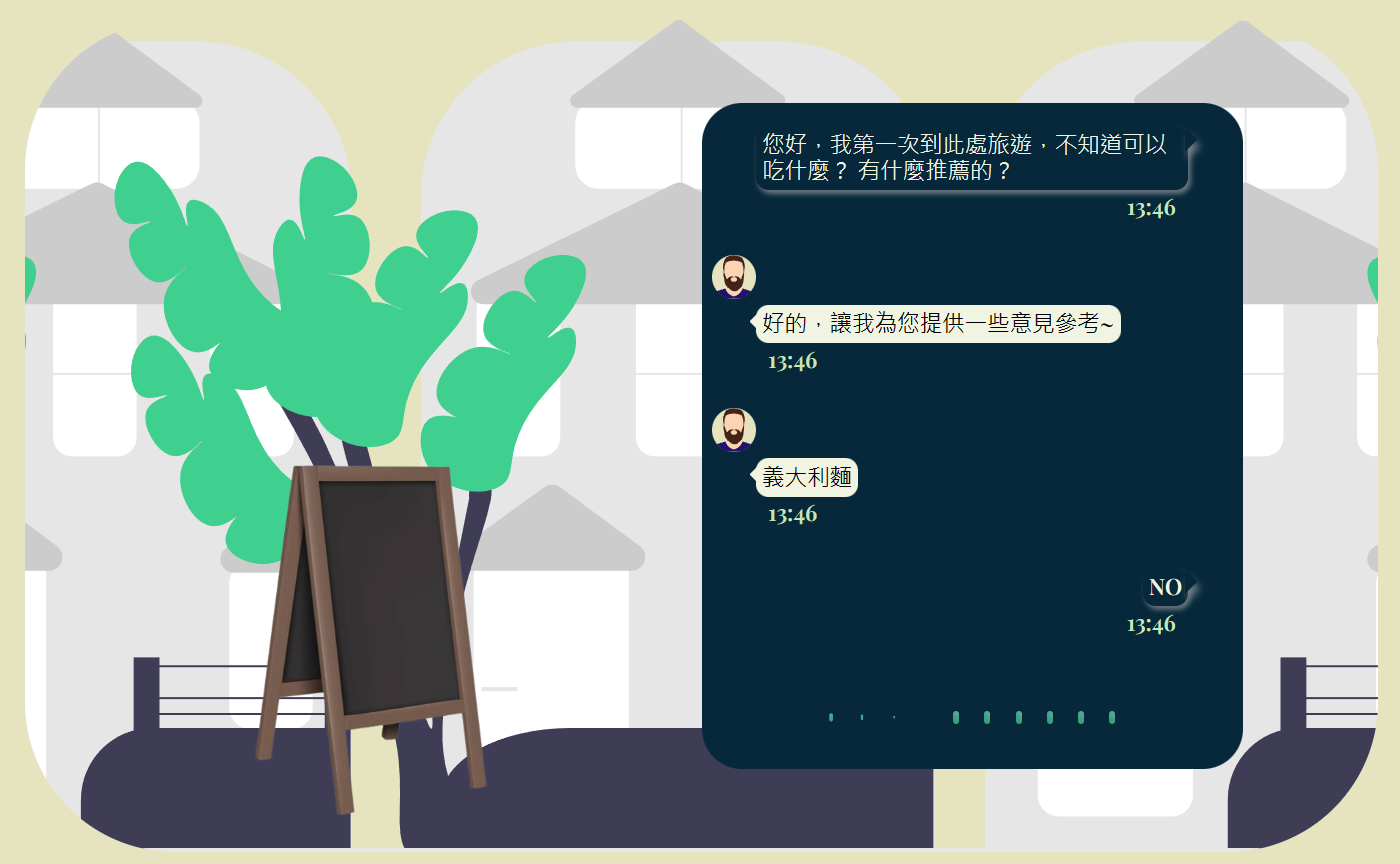 您好，我第一次到此處旅遊，不知道可以
吃什麼？ 有什麼推薦的？
13:46
好的，讓我為您提供一些意見參考~
13:46
義大利麵
13:46
NO
13:46